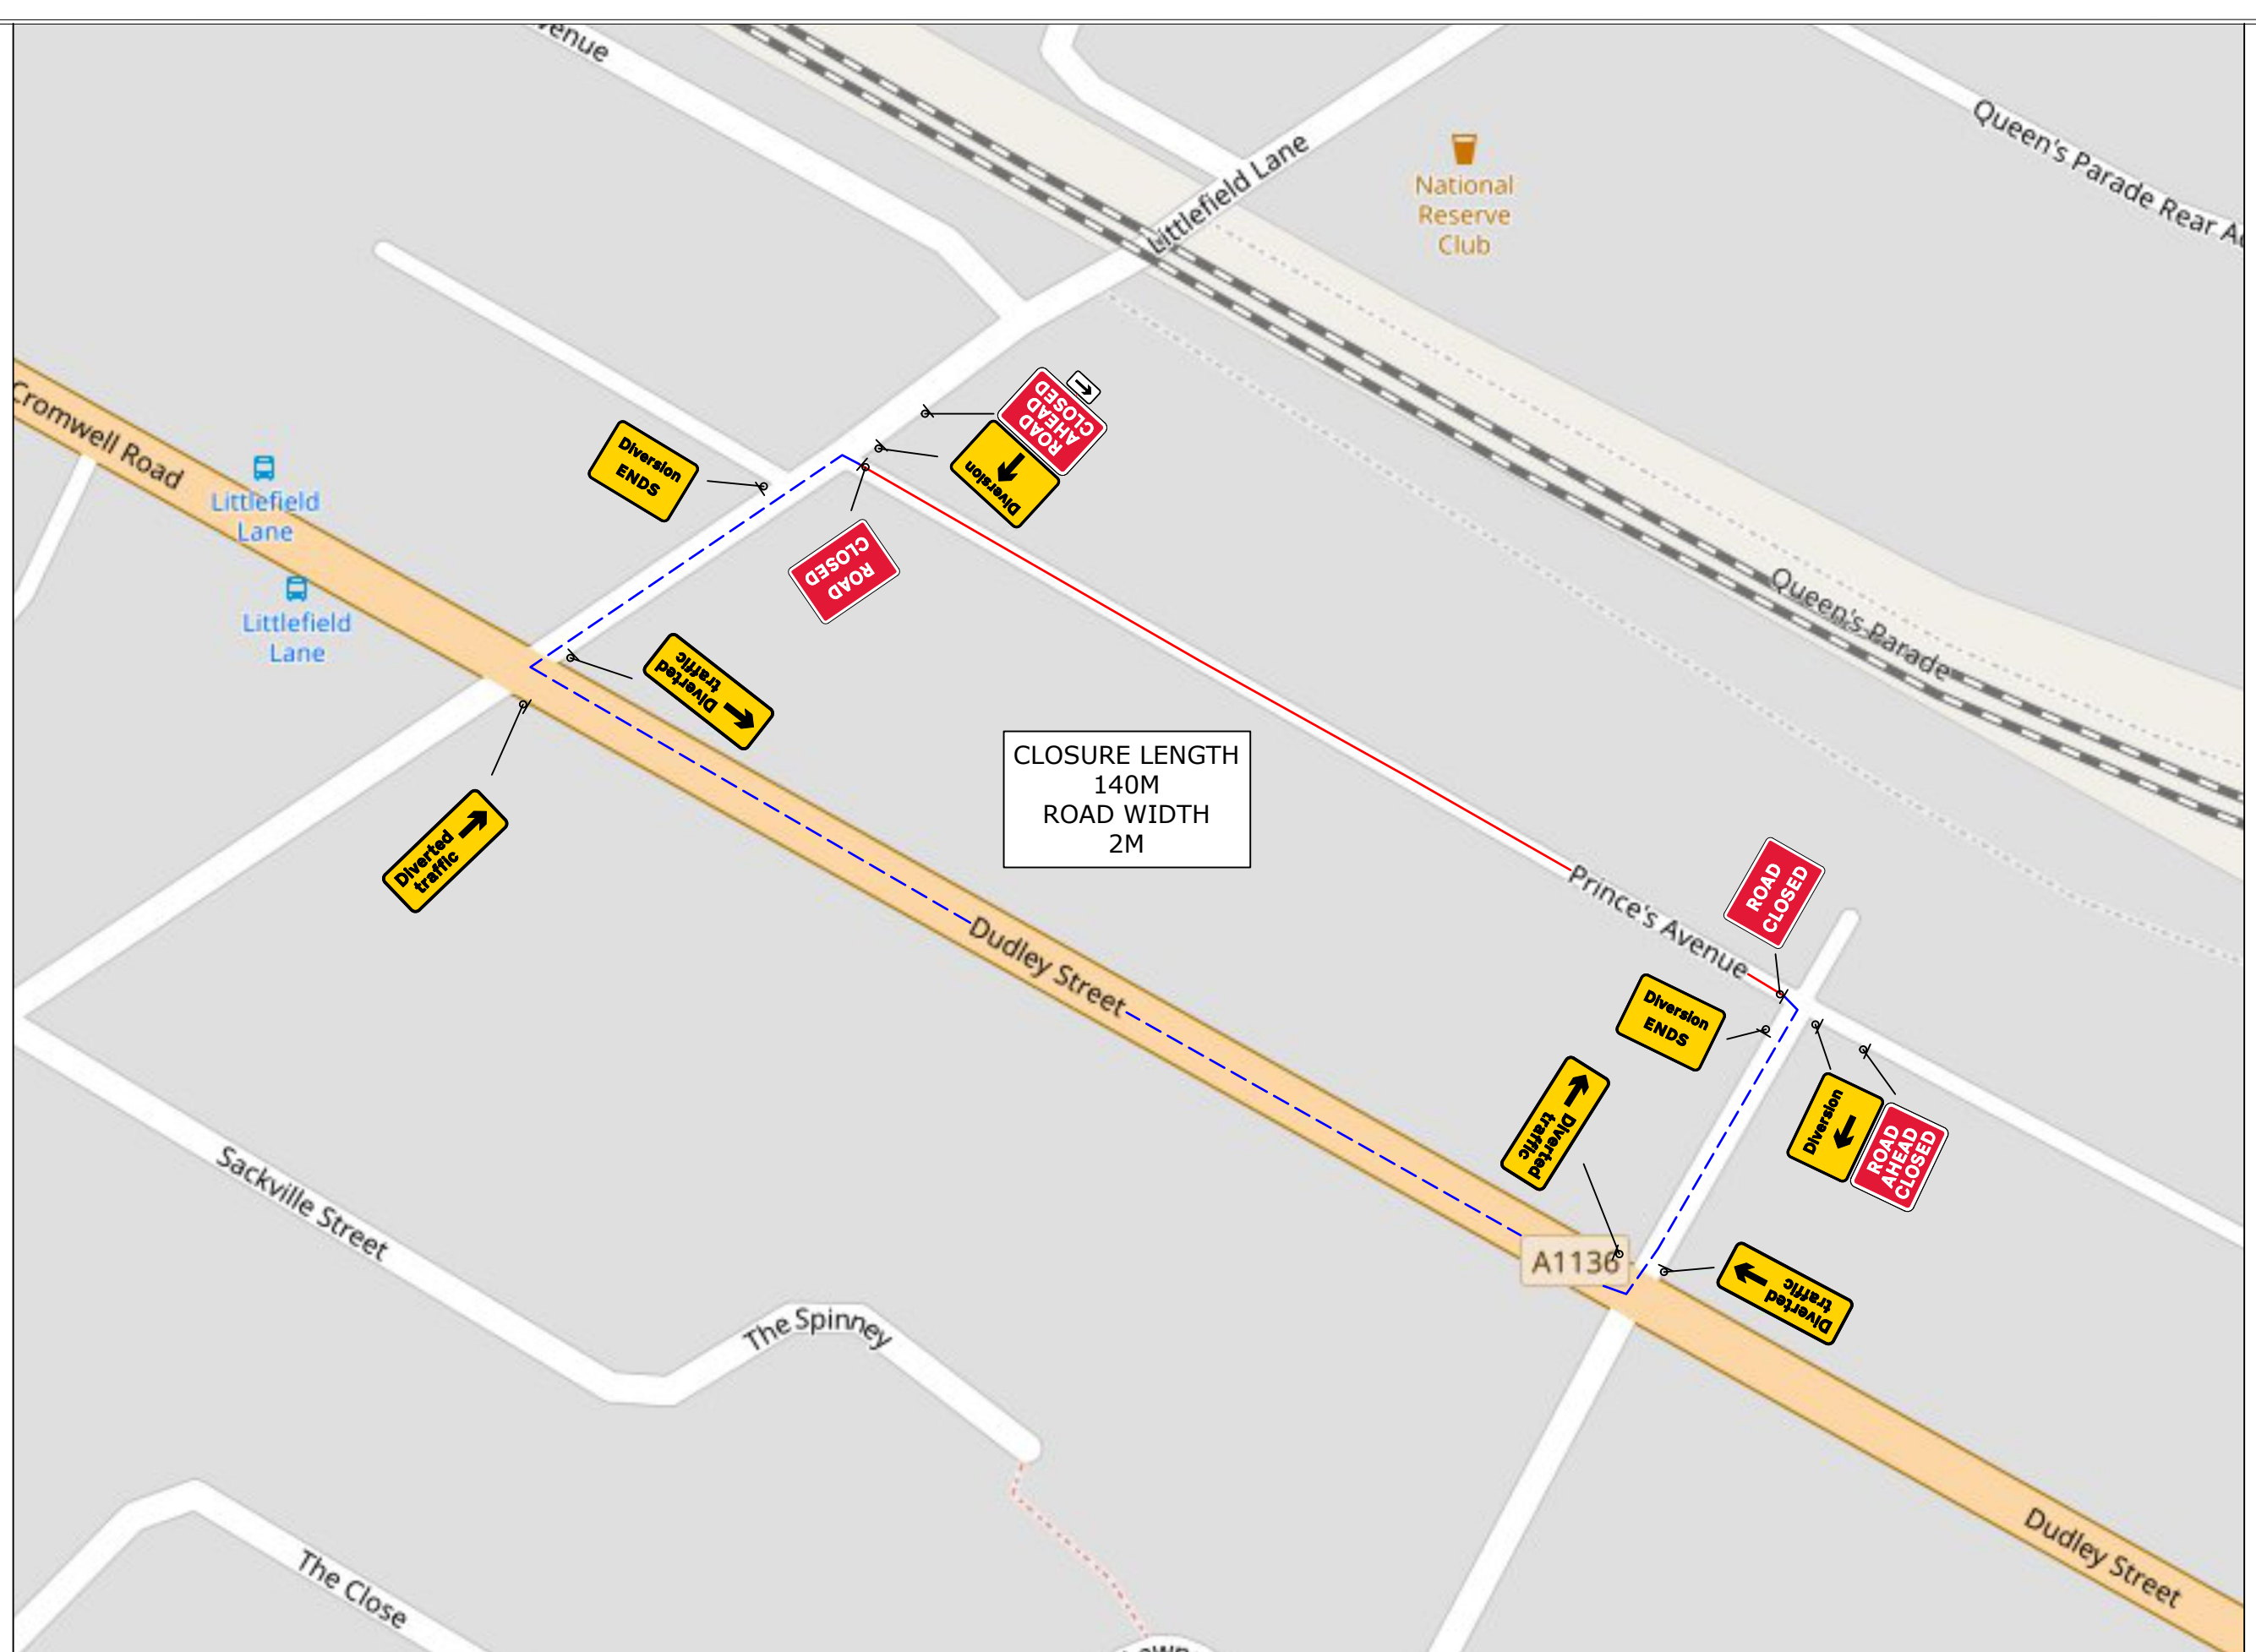 venue
Littlefield Lane
National
Reserve
Club
Queen's Parade Rear A
Cromwell Road
Littlefield
Lane
Littlefield
Lane
Diversion
ENDS
ROAD
AHEAD
CLOSED
Diversion
ROAD
CLOSED
Diverted
traffic
Diverted
traffic
CLOSURE LENGTH
140M
ROAD WIDTH
2M
Queen's Parade
Prince's Avenue
ROAD
CLOSED
Dudley Street
Diversion
ENDS
Diverted
traffic
Diversion
ROAD
AHEAD
CLOSED
A1136
Diverted
traffic
Sackville Street
The Spinney
Dudley Street
The Close